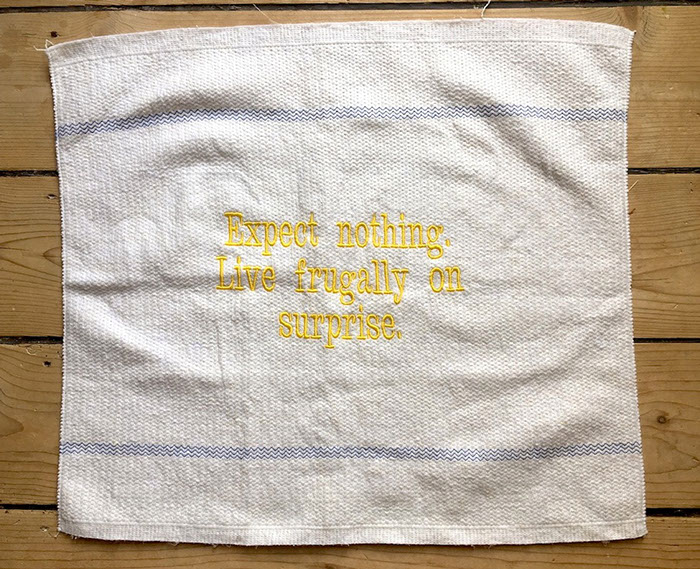 Expect nothing.
Live frugally on
surprise.